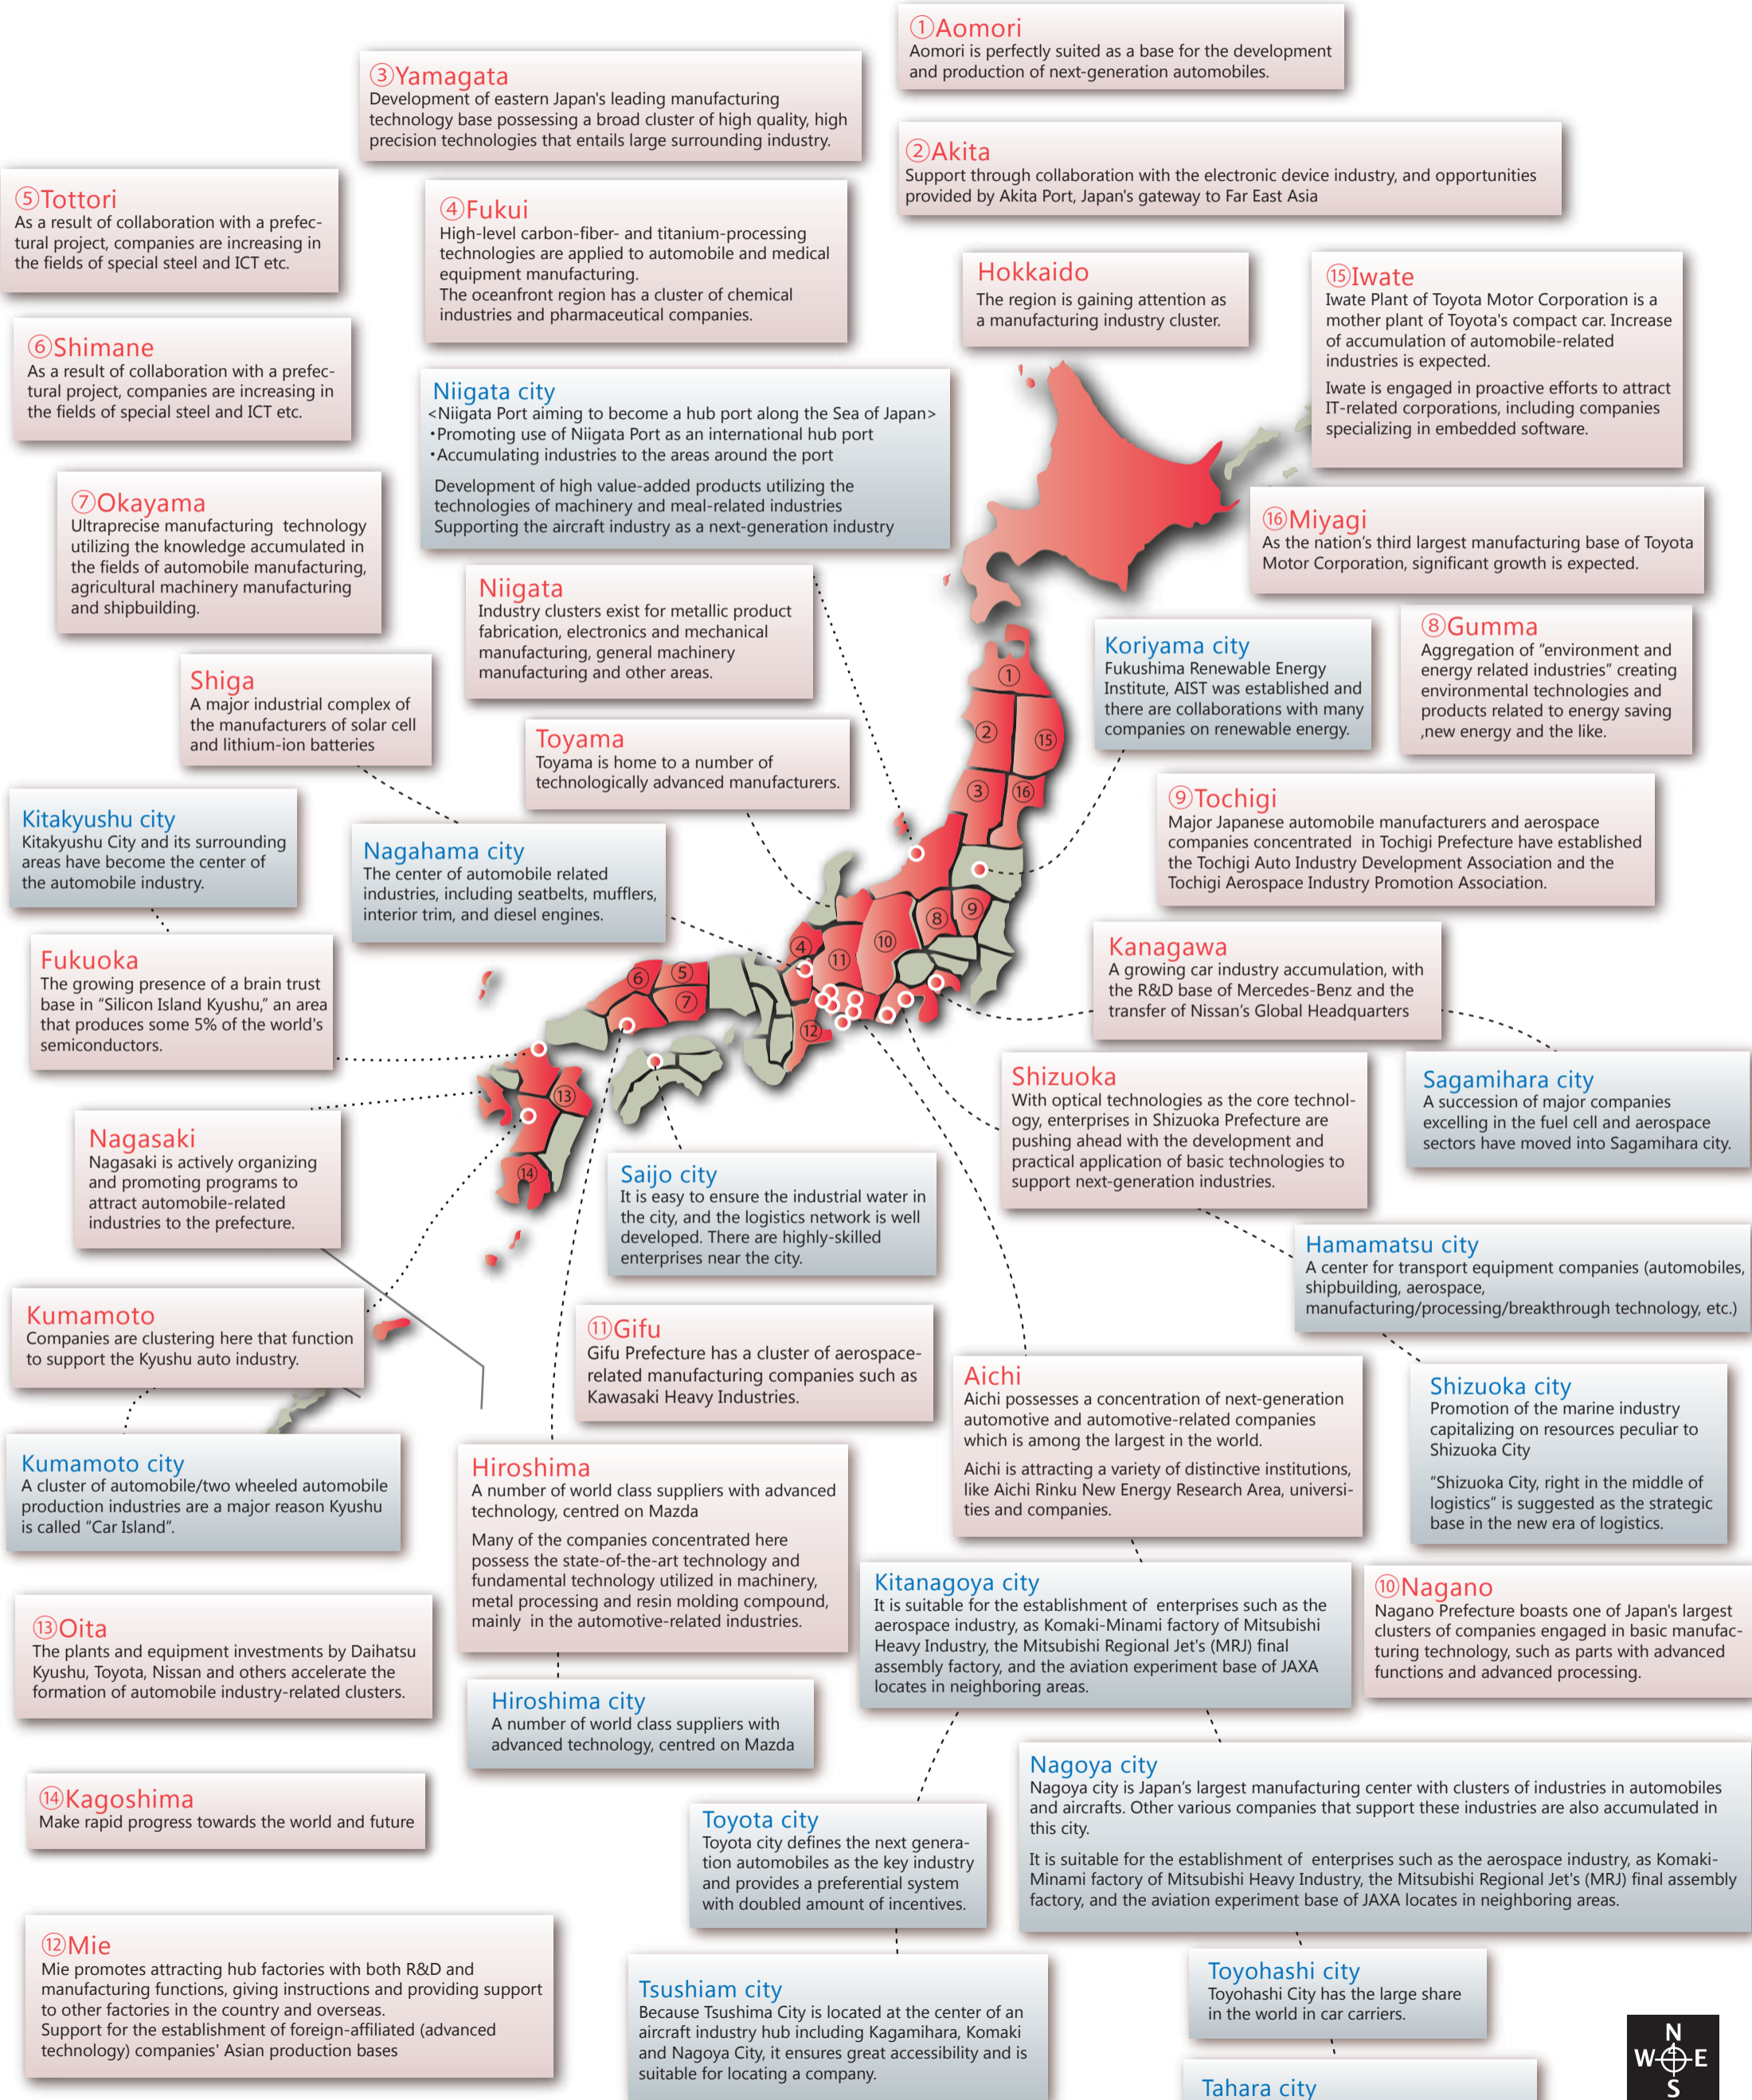 ①Aomori
Aomori is perfectly suited as a base for the development
and production of next-generation automobiles.
③Yamagata
Development of eastern Japan's leading manufacturing
technology base possessing a broad cluster of high quality, high
precision technologies that entails large surrounding industry.
②Akita
Support through collaboration with the electronic device industry, and opportunities
provided by Akita Port, Japan's gateway to Far East Asia
⑤Tottori
As a result of collaboration with a prefec-
tural project, companies are increasing in
the fields of special steel and ICT etc.
④Fukui
High-level carbon-fiber- and titanium-processing
technologies are applied to automobile and medical
equipment manufacturing.
The oceanfront region has a cluster of chemical
industries and pharmaceutical companies.
Hokkaido
The region is gaining attention as
a manufacturing industry cluster.
⑮Iwate
Iwate Plant of Toyota Motor Corporation is a
mother plant of Toyota's compact car. Increase
of accumulation of automobile-related
industries is expected.
Iwate is engaged in proactive efforts to attract
IT-related corporations, including companies
specializing in embedded software.
⑥Shimane
As a result of collaboration with a prefec-
tural project, companies are increasing in
the fields of special steel and ICT etc.
Niigata city
<Niigata Port aiming to become a hub port along the Sea of Japan>
・Promoting use of Niigata Port as an international hub port
・Accumulating industries to the areas around the port
Development of high value-added products utilizing the
technologies of machinery and meal-related industries
Supporting the aircraft industry as a next-generation industry
⑦Okayama
Ultraprecise manufacturing technology
utilizing the knowledge accumulated in
the fields of automobile manufacturing,
agricultural machinery manufacturing
and shipbuilding.
⑯Miyagi
As the nation's third largest manufacturing base of Toyota
Motor Corporation, significant growth is expected.
Niigata
Industry clusters exist for metallic product
fabrication, electronics and mechanical
manufacturing, general machinery
manufacturing and other areas.
Koriyama city
Fukushima Renewable Energy
Institute, AIST was established and
there are collaborations with many
companies on renewable energy.
⑧Gumma
Aggregation of "environment and
energy related industries" creating
environmental technologies and
products related to energy saving
,new energy and the like.
Shiga
A major industrial complex of
the manufacturers of solar cell
and lithium-ion batteries
Toyama
Toyama is home to a number of
technologically advanced manufacturers.
①
②
⑮
③
⑯
⑨Tochigi
Major Japanese automobile manufacturers and aerospace
companies concentrated in Tochigi Prefecture have established
the Tochigi Auto Industry Development Association and the
Tochigi Aerospace Industry Promotion Association.
Kitakyushu city
Kitakyushu City and its surrounding
areas have become the center of
the automobile industry.
Nagahama city
The center of automobile related
industries, including seatbelts, mufflers,
interior trim, and diesel engines.
⑧
⑨
④
⑩
⑪
⑥
⑤
⑦
⑫
⑬
⑭
Kanagawa
A growing car industry accumulation, with
the R&D base of Mercedes-Benz and the
transfer of Nissan's Global Headquarters
Fukuoka
The growing presence of a brain trust
base in "Silicon Island Kyushu," an area
that produces some 5% of the world's
semiconductors.
Shizuoka
With optical technologies as the core technol-
ogy, enterprises in Shizuoka Prefecture are
pushing ahead with the development and
practical application of basic technologies to
support next-generation industries.
Sagamihara city
A succession of major companies
excelling in the fuel cell and aerospace
sectors have moved into Sagamihara city.
Nagasaki
Nagasaki is actively organizing
and promoting programs to
attract automobile-related
industries to the prefecture.
Saijo city
It is easy to ensure the industrial water in
the city, and the logistics network is well
developed. There are highly-skilled
enterprises near the city.
Hamamatsu city
A center for transport equipment companies (automobiles,
shipbuilding, aerospace,
manufacturing/processing/breakthrough technology, etc.)
Kumamoto
Companies are clustering here that function
to support the Kyushu auto industry.
⑪Gifu
Gifu Prefecture has a cluster of aerospace-
related manufacturing companies such as
Kawasaki Heavy Industries.
Aichi
Aichi possesses a concentration of next-generation
automotive and automotive-related companies
which is among the largest in the world.
Aichi is attracting a variety of distinctive institutions,
like Aichi Rinku New Energy Research Area, universi-
ties and companies.
Shizuoka city
Promotion of the marine industry
capitalizing on resources peculiar to
Shizuoka City
"Shizuoka City, right in the middle of
logistics" is suggested as the strategic
base in the new era of logistics.
Kumamoto city
A cluster of automobile/two wheeled automobile
production industries are a major reason Kyushu
is called "Car Island".
Hiroshima
A number of world class suppliers with advanced
technology, centred on Mazda
Many of the companies concentrated here
possess the state-of-the-art technology and
fundamental technology utilized in machinery,
metal processing and resin molding compound,
mainly in the automotive-related industries.
Kitanagoya city
It is suitable for the establishment of enterprises such as the
aerospace industry, as Komaki-Minami factory of Mitsubishi
Heavy Industry, the Mitsubishi Regional Jet's (MRJ) final
assembly factory, and the aviation experiment base of JAXA
locates in neighboring areas.
⑩Nagano
Nagano Prefecture boasts one of Japan's largest
clusters of companies engaged in basic manufac-
turing technology, such as parts with advanced
functions and advanced processing.
⑬Oita
The plants and equipment investments by Daihatsu
Kyushu, Toyota, Nissan and others accelerate the
formation of automobile industry-related clusters.
Hiroshima city
A number of world class suppliers with
advanced technology, centred on Mazda
Nagoya city
Nagoya city is Japan's largest manufacturing center with clusters of industries in automobiles
and aircrafts. Other various companies that support these industries are also accumulated in
this city.
It is suitable for the establishment of enterprises such as the aerospace industry, as Komaki-
Minami factory of Mitsubishi Heavy Industry, the Mitsubishi Regional Jet's (MRJ) final assembly
factory, and the aviation experiment base of JAXA locates in neighboring areas.
⑭Kagoshima
Make rapid progress towards the world and future
Toyota city
Toyota city defines the next genera-
tion automobiles as the key industry
and provides a preferential system
with doubled amount of incentives.
⑫Mie
Mie promotes attracting hub factories with both R&D and
manufacturing functions, giving instructions and providing support
to other factories in the country and overseas.
Support for the establishment of foreign-affiliated (advanced
technology) companies' Asian production bases
Tsushiam city
Because Tsushima City is located at the center of an
aircraft industry hub including Kagamihara, Komaki
and Nagoya City, it ensures great accessibility and is
suitable for locating a company.
Toyohashi city
Toyohashi City has the large share
in the world in car carriers.
Tahara city
N
W E
S